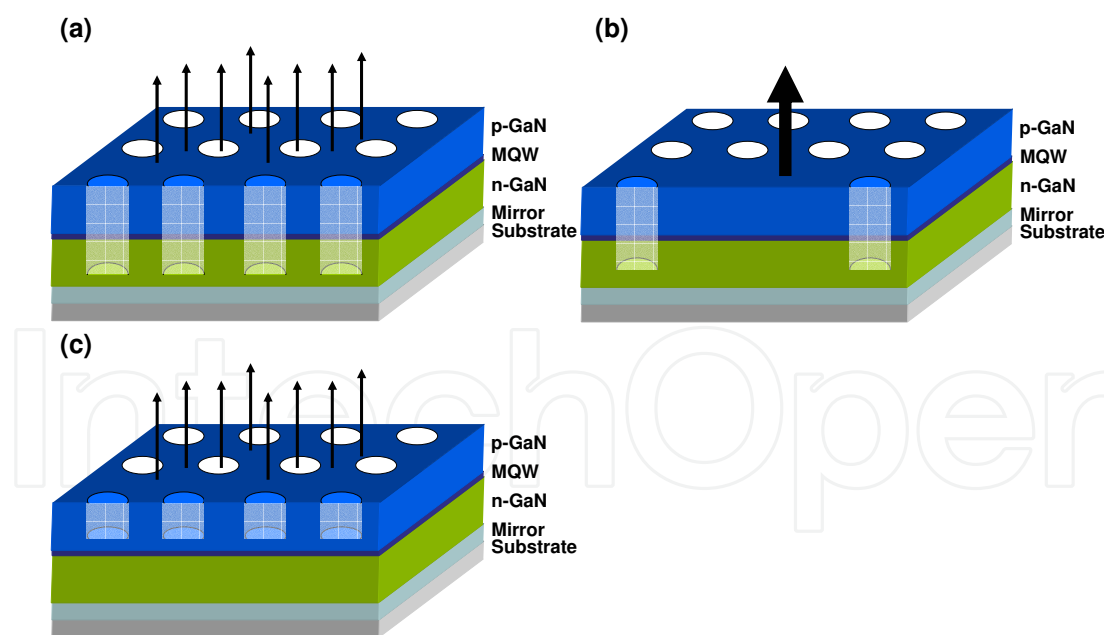 (a)
p-GaN
MQW
n-GaN
Mirror
Substrate
(b)
p-GaN
MQW
n-GaN
Mirror
Substrate
(c)
p-GaN
MQW
n-GaN
Mirror
Substrate
IntechOpen